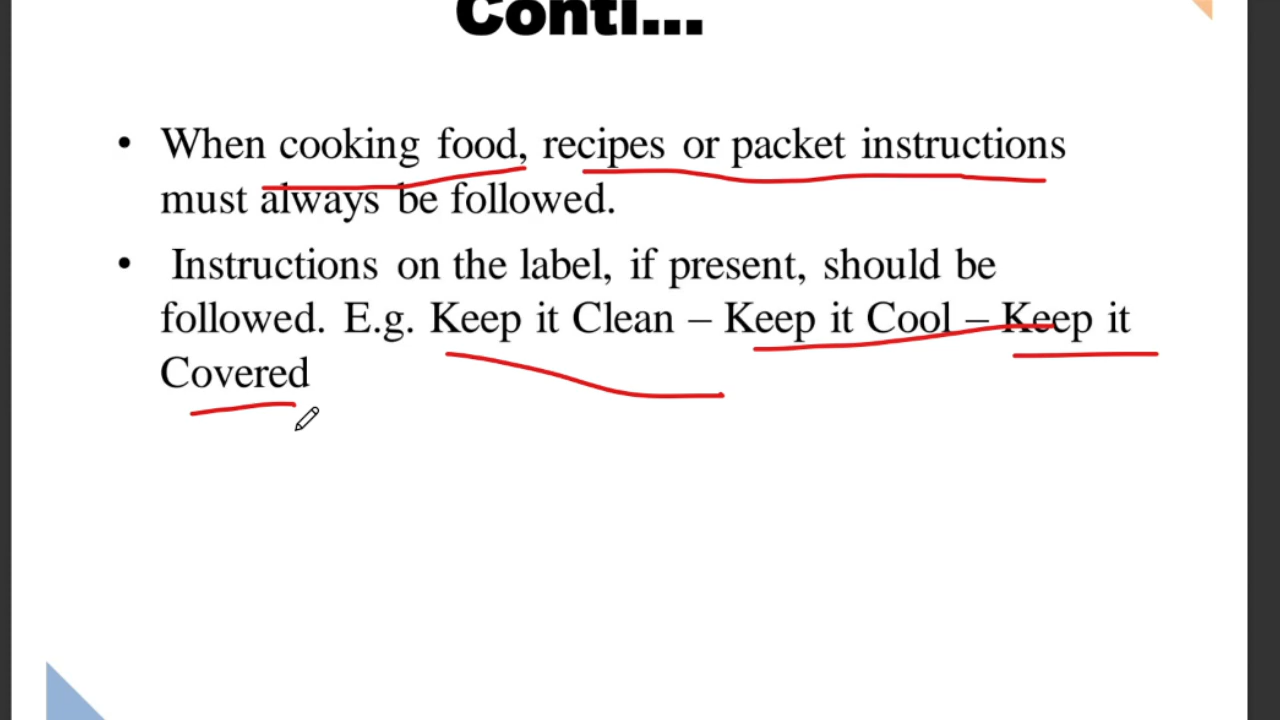 Conti...
• When cooking food, recipes or packet instructions
must always be followed.
• Instructions on the label, if present, should be
followed. E.g. Keep it Clean – Keep it Cool – Keep it
Covered